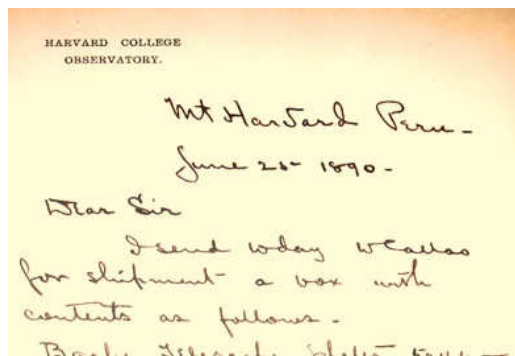 HARVARD COLLEGE
OBSERVATORY.
Mt Harvard Peru -
June 25 1890 -
Dear Sir
I send today to Callao
for shipment a box with
contents as follows -